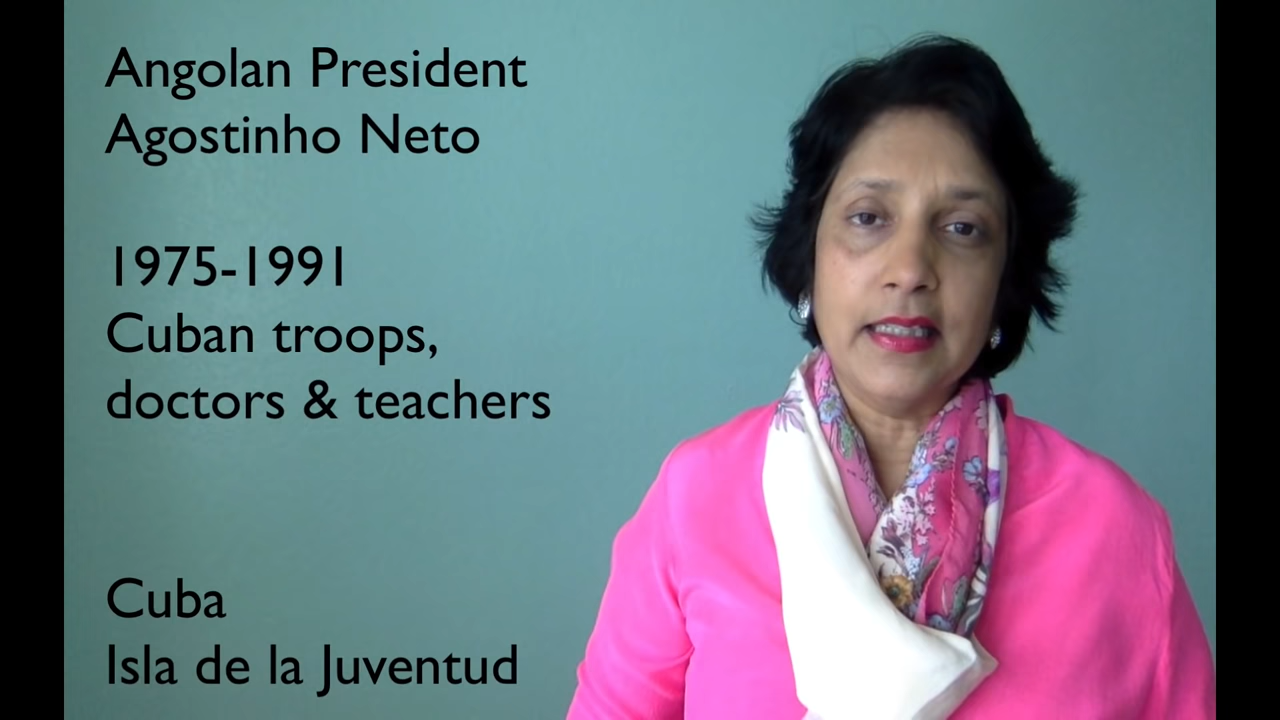 Angolan President
Agostinho Neto
1975-1991
Cuban troops,
doctors & teachers
Cuba
Isla de la Juventud